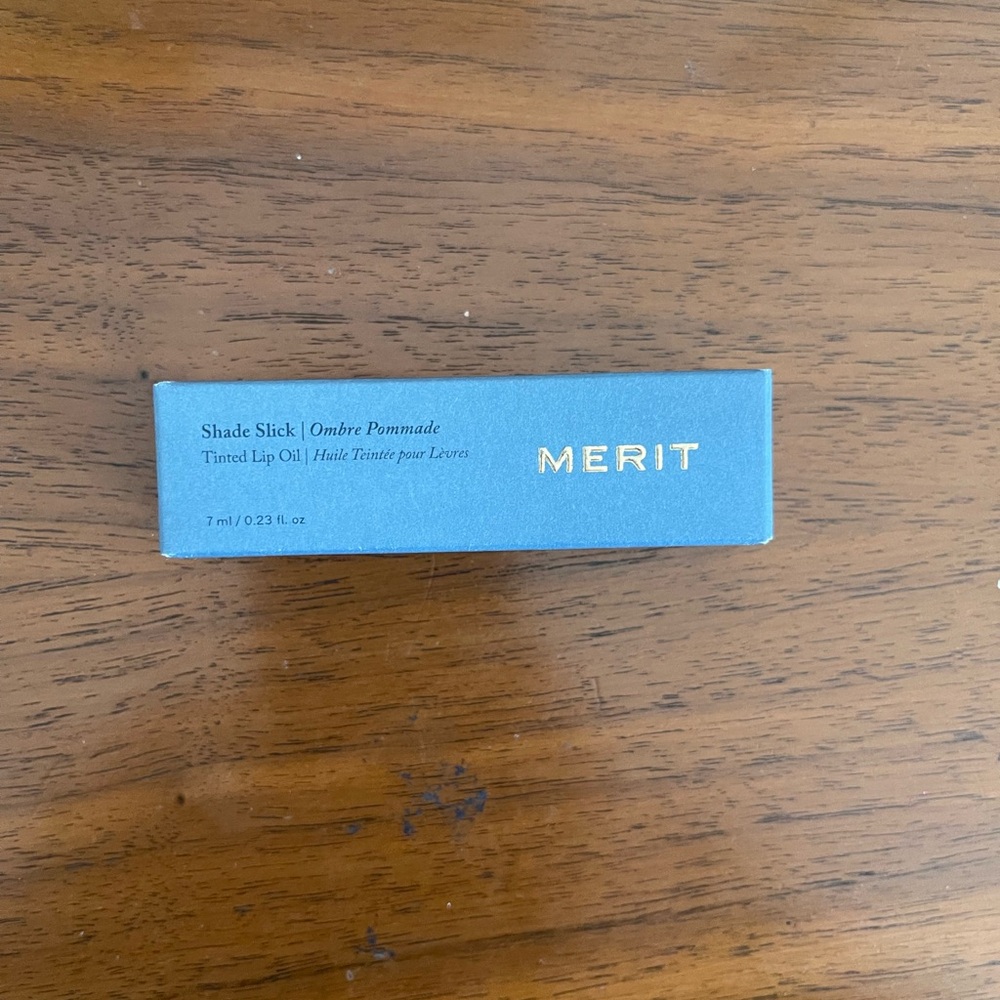 Shade Slick | Ombre Pommade
Tinted Lip Oil | Huile Teintée pour Lèvres
7 ml / 0.23 fl. oz
MERIT